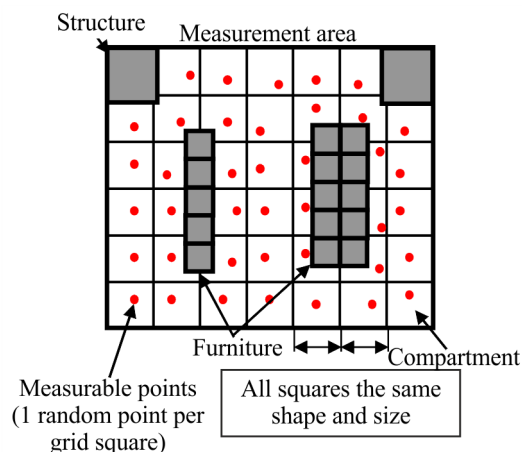 Structure
Measurement area
Furniture
Compartment
Measurable points
(1 random point per
grid square)
All squares the same
shape and size